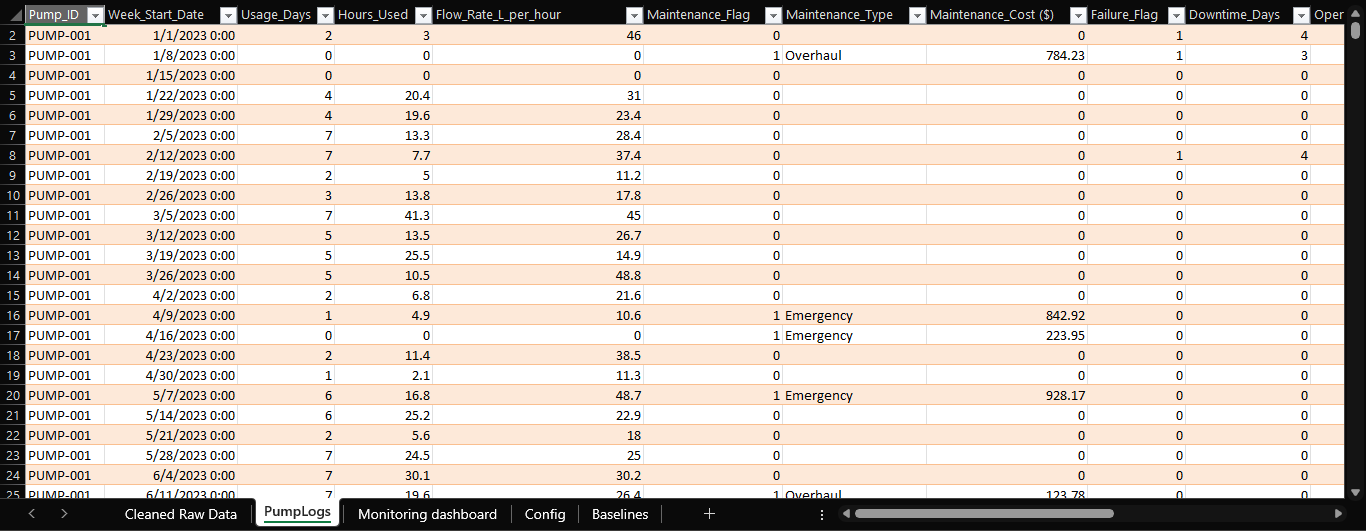 Pump_ID Week_Start_Date Usage_Days Hours_Used Flow_Rate_L_per_hour Maintenance_Flag Maintenance_Type Maintenance_Cost ($) Failure_Flag Downtime_Days Oper
2 PUMP-001 1/1/2023 0:00 2 3 46 0 0 1 4
3 PUMP-001 1/8/2023 0:00 0 0 0 1 Overhaul 784.23 1 3
4 PUMP-001 1/15/2023 0:00 0 0 0 0 0 0 0
5 PUMP-001 1/22/2023 0:00 4 20.4 31 0 0 0 0
6 PUMP-001 1/29/2023 0:00 4 19.6 23.4 0 0 0 0
7 PUMP-001 2/5/2023 0:00 7 13.3 28.4 0 0 0 0
8 PUMP-001 2/12/2023 0:00 7 7.7 37.4 0 0 1 4
9 PUMP-001 2/19/2023 0:00 2 5 11.2 0 0 0 0
10 PUMP-001 2/26/2023 0:00 3 13.8 17.8 0 0 0 0
11 PUMP-001 3/5/2023 0:00 7 41.3 45 0 0 0 0
12 PUMP-001 3/12/2023 0:00 5 13.5 26.7 0 0 0 0
13 PUMP-001 3/19/2023 0:00 5 25.5 14.9 0 0 0 0
14 PUMP-001 3/26/2023 0:00 5 10.5 48.8 0 0 0 0
15 PUMP-001 4/2/2023 0:00 2 6.8 21.6 0 0 0 0
16 PUMP-001 4/9/2023 0:00 1 4.9 10.6 1 Emergency 842.92 0 0
17 PUMP-001 4/16/2023 0:00 0 0 0 1 Emergency 223.95 0 0
18 PUMP-001 4/23/2023 0:00 2 11.4 38.5 0 0 0 0
19 PUMP-001 4/30/2023 0:00 1 2.1 11.3 0 0 0 0
20 PUMP-001 5/7/2023 0:00 6 16.8 48.7 1 Emergency 928.17 0 0
21 PUMP-001 5/14/2023 0:00 6 25.2 22.9 0 0 0 0
22 PUMP-001 5/21/2023 0:00 2 5.6 18 0 0 0 0
23 PUMP-001 5/28/2023 0:00 7 24.5 25 0 0 0 0
24 PUMP-001 6/4/2023 0:00 7 30.1 30.2 0 0 0 0
25 PUMP-001 6/11/2023 0:00 7 19.6 26.4 1 Overhaul 123.78 0 0
Cleaned Raw Data PumpLogs Monitoring dashboard Config Baselines